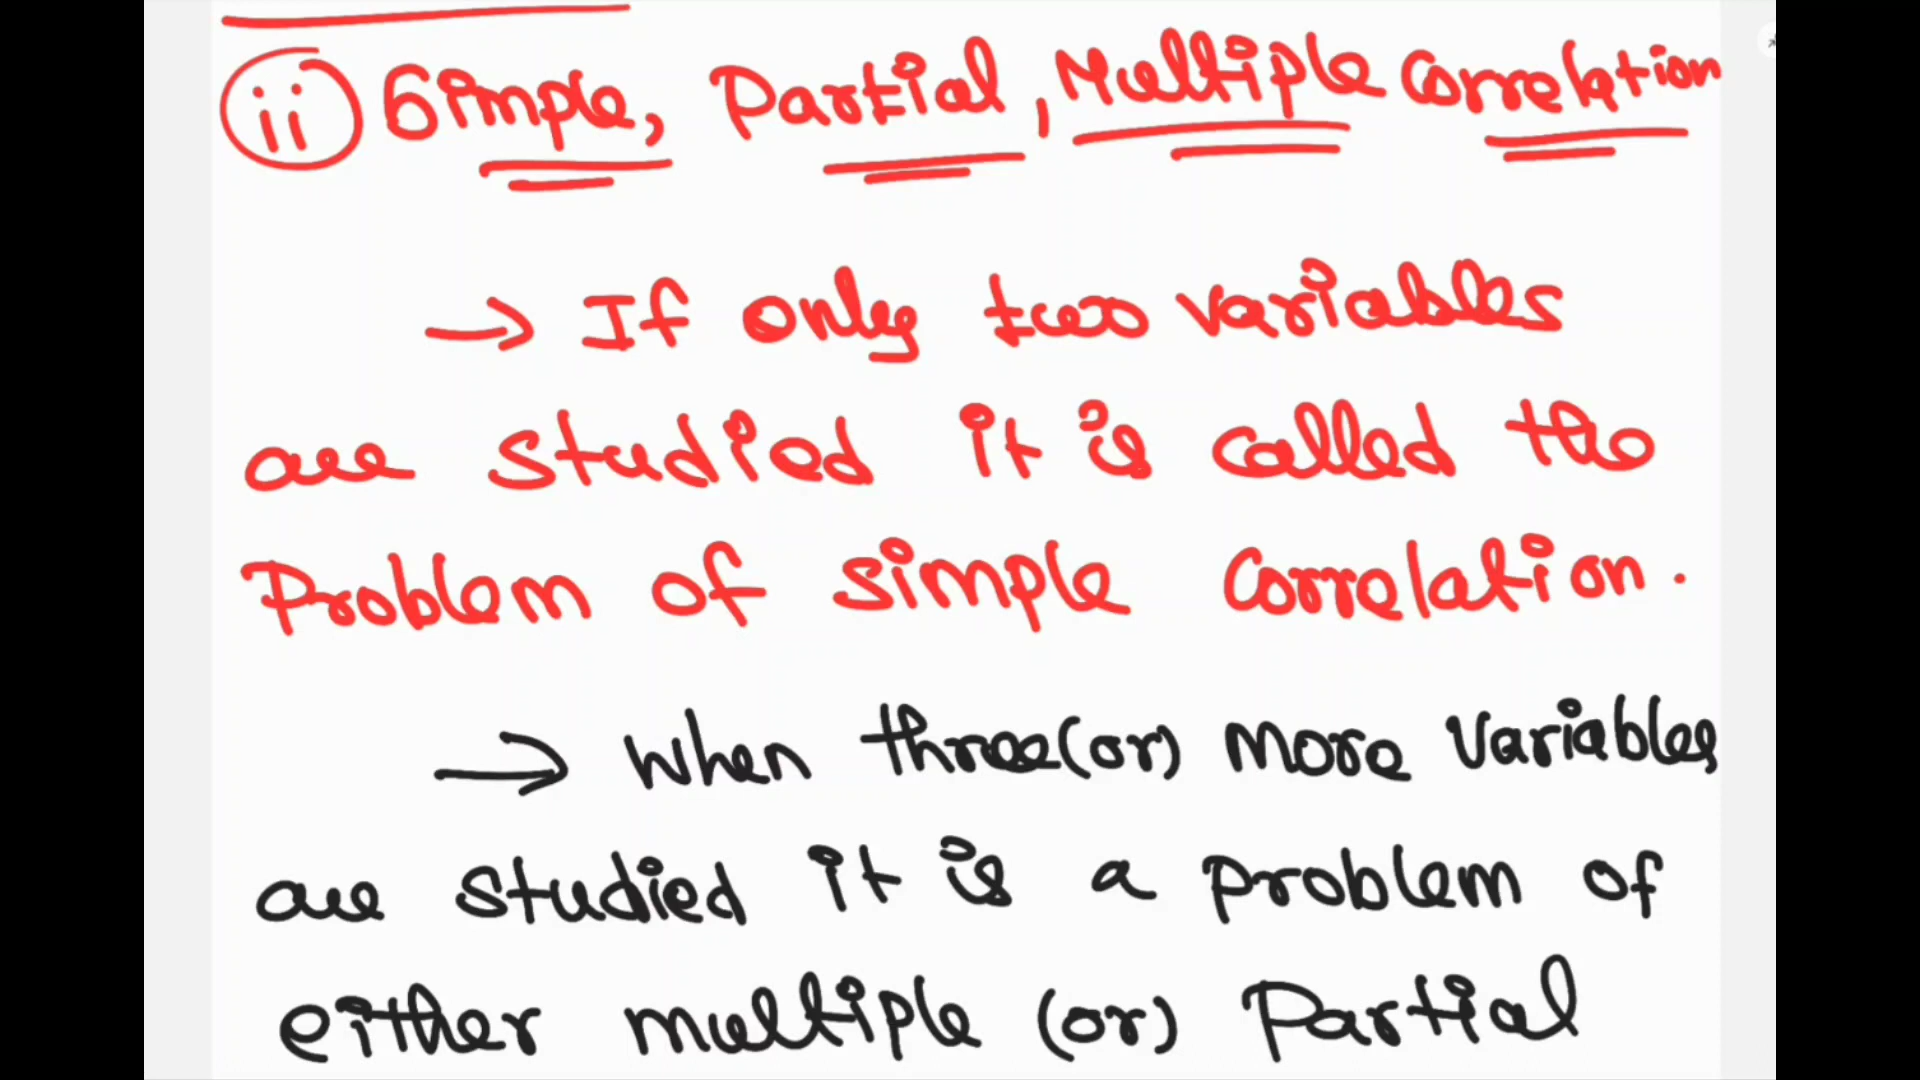 ii Simple, Partial, Multiple Correlation
→ If only two variables
are studied it is called the
Problem of simple Correlation.
→ When three (or) more Variables
are studied it is a problem of
either multiple (or) Partial